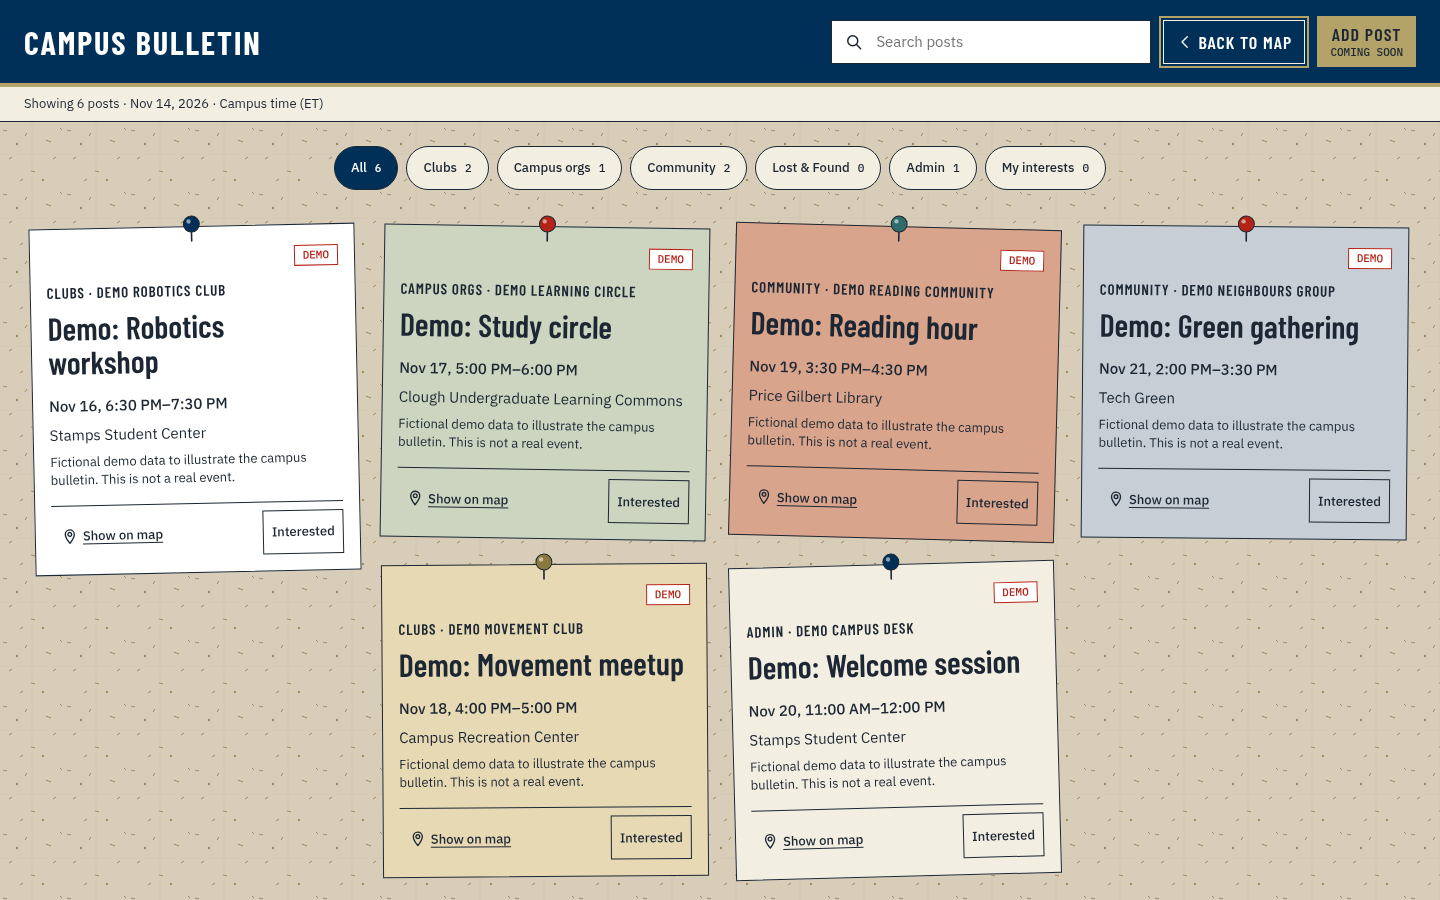 CAMPUS BULLETIN
Search posts
BACK TO MAP
ADD POST
COMING SOON
Showing 6 posts · Nov 14, 2026 · Campus time (ET)
All 6
Clubs 2
Campus orgs 1
Community 2
Lost & Found 0
Admin 1
My interests 0
DEMO
CLUBS · DEMO ROBOTICS CLUB
Demo: Robotics
workshop
Nov 16, 6:30 PM–7:30 PM
Stamps Student Center
Fictional demo data to illustrate the campus
bulletin. This is not a real event.
Show on map
Interested
DEMO
CAMPUS ORGS · DEMO LEARNING CIRCLE
Demo: Study circle
Nov 17, 5:00 PM–6:00 PM
Clough Undergraduate Learning Commons
Fictional demo data to illustrate the campus
bulletin. This is not a real event.
Show on map
Interested
DEMO
COMMUNITY · DEMO READING COMMUNITY
Demo: Reading hour
Nov 19, 3:30 PM–4:30 PM
Price Gilbert Library
Fictional demo data to illustrate the campus
bulletin. This is not a real event.
Show on map
Interested
DEMO
COMMUNITY · DEMO NEIGHBOURS GROUP
Demo: Green gathering
Nov 21, 2:00 PM–3:30 PM
Tech Green
Fictional demo data to illustrate the campus
bulletin. This is not a real event.
Show on map
Interested
DEMO
CLUBS · DEMO MOVEMENT CLUB
Demo: Movement meetup
Nov 18, 4:00 PM–5:00 PM
Campus Recreation Center
Fictional demo data to illustrate the campus
bulletin. This is not a real event.
Show on map
Interested
DEMO
ADMIN · DEMO CAMPUS DESK
Demo: Welcome session
Nov 20, 11:00 AM–12:00 PM
Stamps Student Center
Fictional demo data to illustrate the campus
bulletin. This is not a real event.
Show on map
Interested